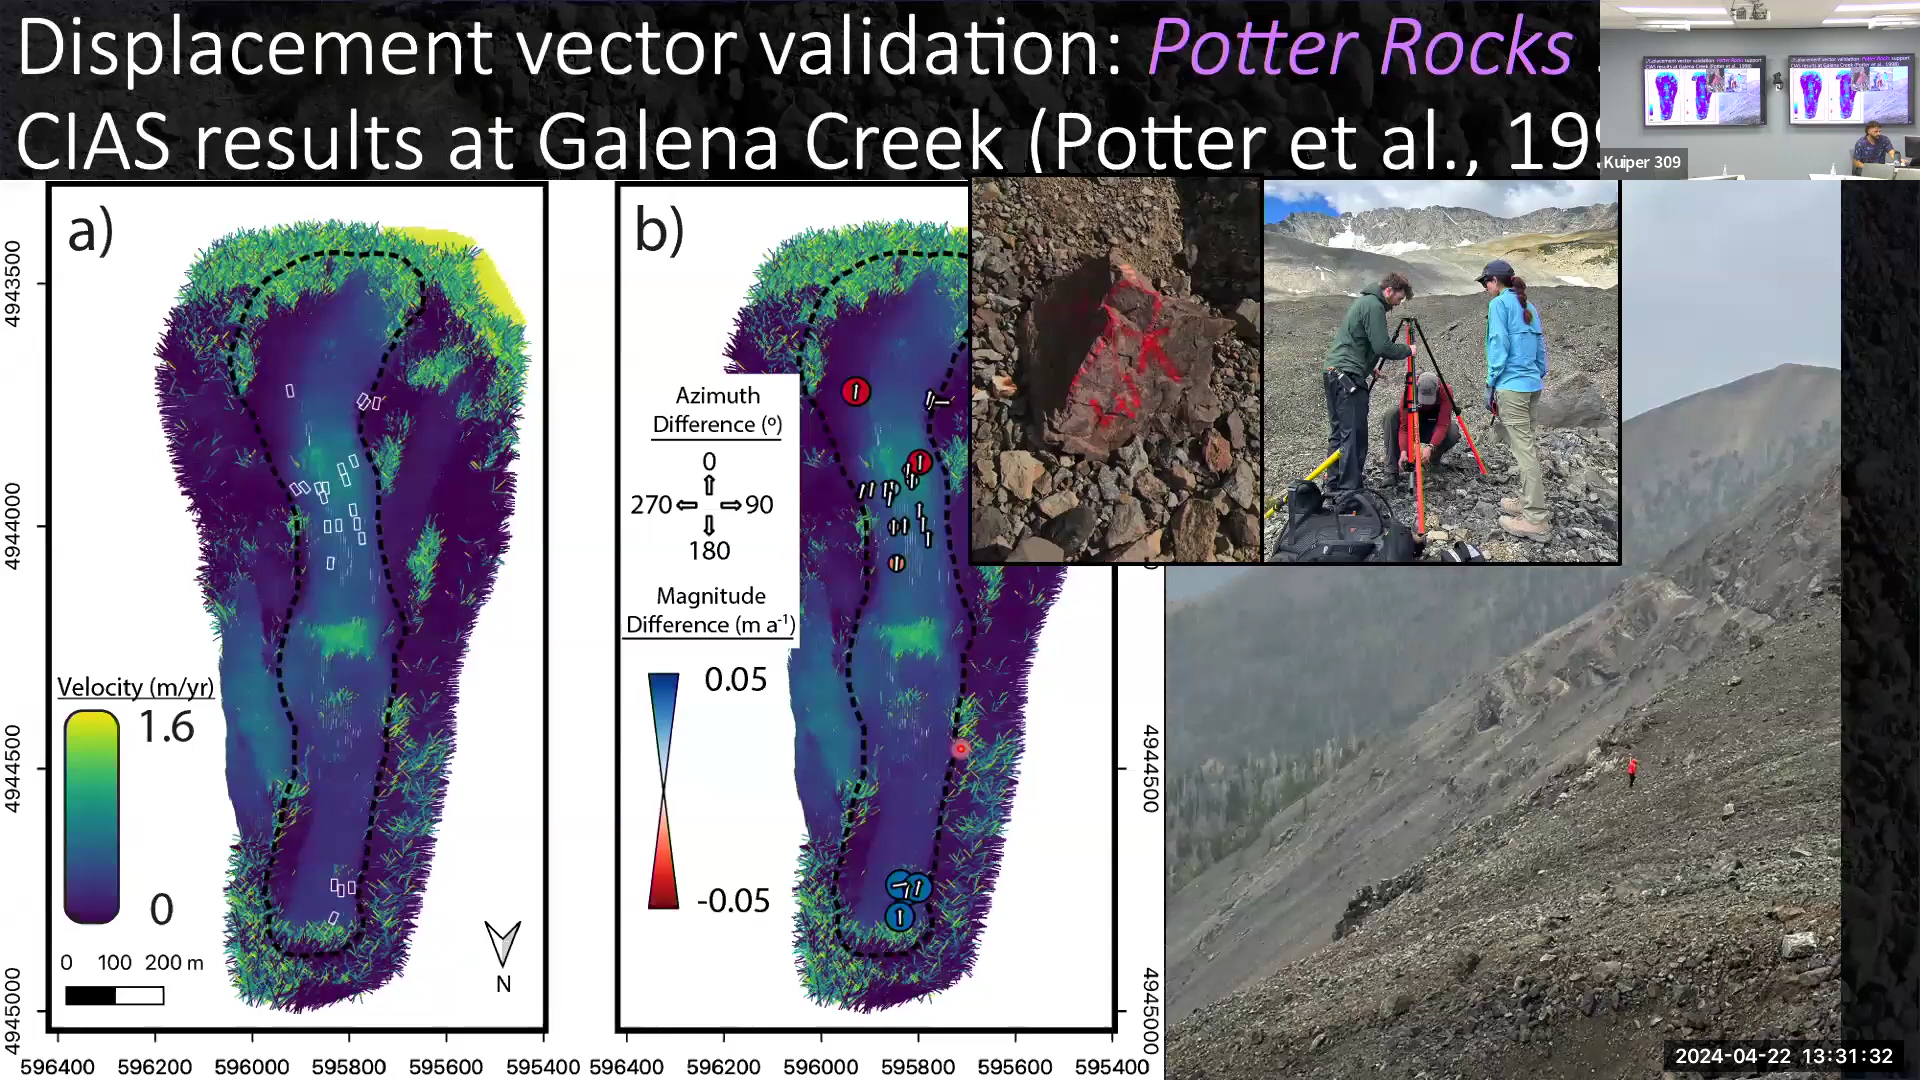 Displacement vector validation: Potter Rocks
CIAS results at Galena Creek (Potter et al., 19
Kuiper 309
a)
4943500
4944000
4944500
4945000
Velocity (m/yr)
1.6
0
0 100 200 m
N
596400 596200 596000 595800 595600 595400
b)
Azimuth
Difference (º)
0
270 90
180
Magnitude
Difference (m a⁻¹)
0.05
-0.05
4944500
4945000
596400 596200 596000 595800 595600 595400
2024-04-22 13:31:32